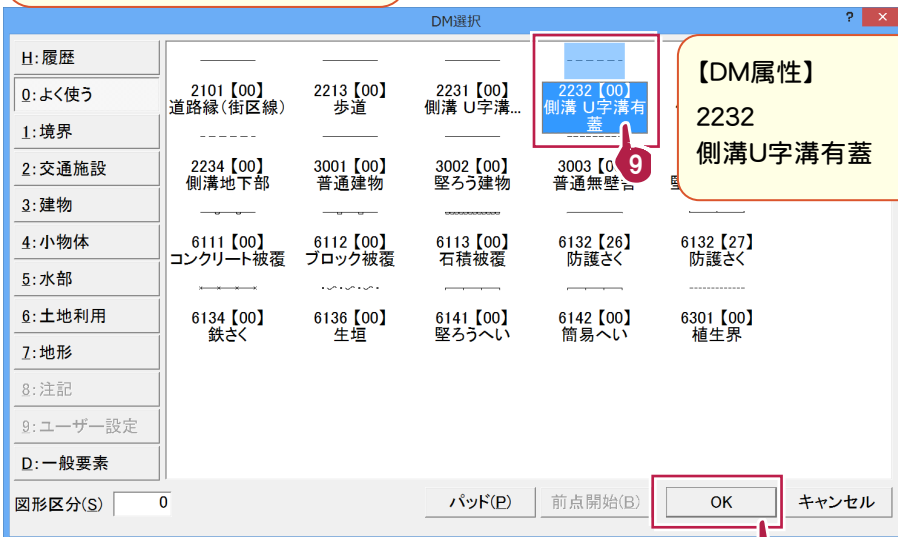 DM選択
? ×
H:履歴
0:よく使う
1:境界
2:交通施設
3:建物
4:小物体
5:水部
6:土地利用
7:地形
8:注記
9:ユーザー設定
D:一般要素
2101【00】
道路縁(街区線)
2213【00】
歩道
2231【00】
側溝 U字溝...
2232【00】
側溝 U字溝有
蓋
2234【00】
側溝地下部
3001【00】
普通建物
3002【00】
堅ろう建物
3003【0
普通無壁舎
9
6111【00】
コンクリート被覆
6112【00】
ブロック被覆
6113【00】
石積被覆
6132【26】
防護さく
6132【27】
防護さく
6134【00】
鉄さく
6136【00】
生垣
6141【00】
堅ろうへい
6142【00】
簡易へい
6301【00】
植生界
【DM属性】
2232
側溝U字溝有蓋
図形区分(S) 0
パッド(P)
前点開始(B)
OK
キャンセル